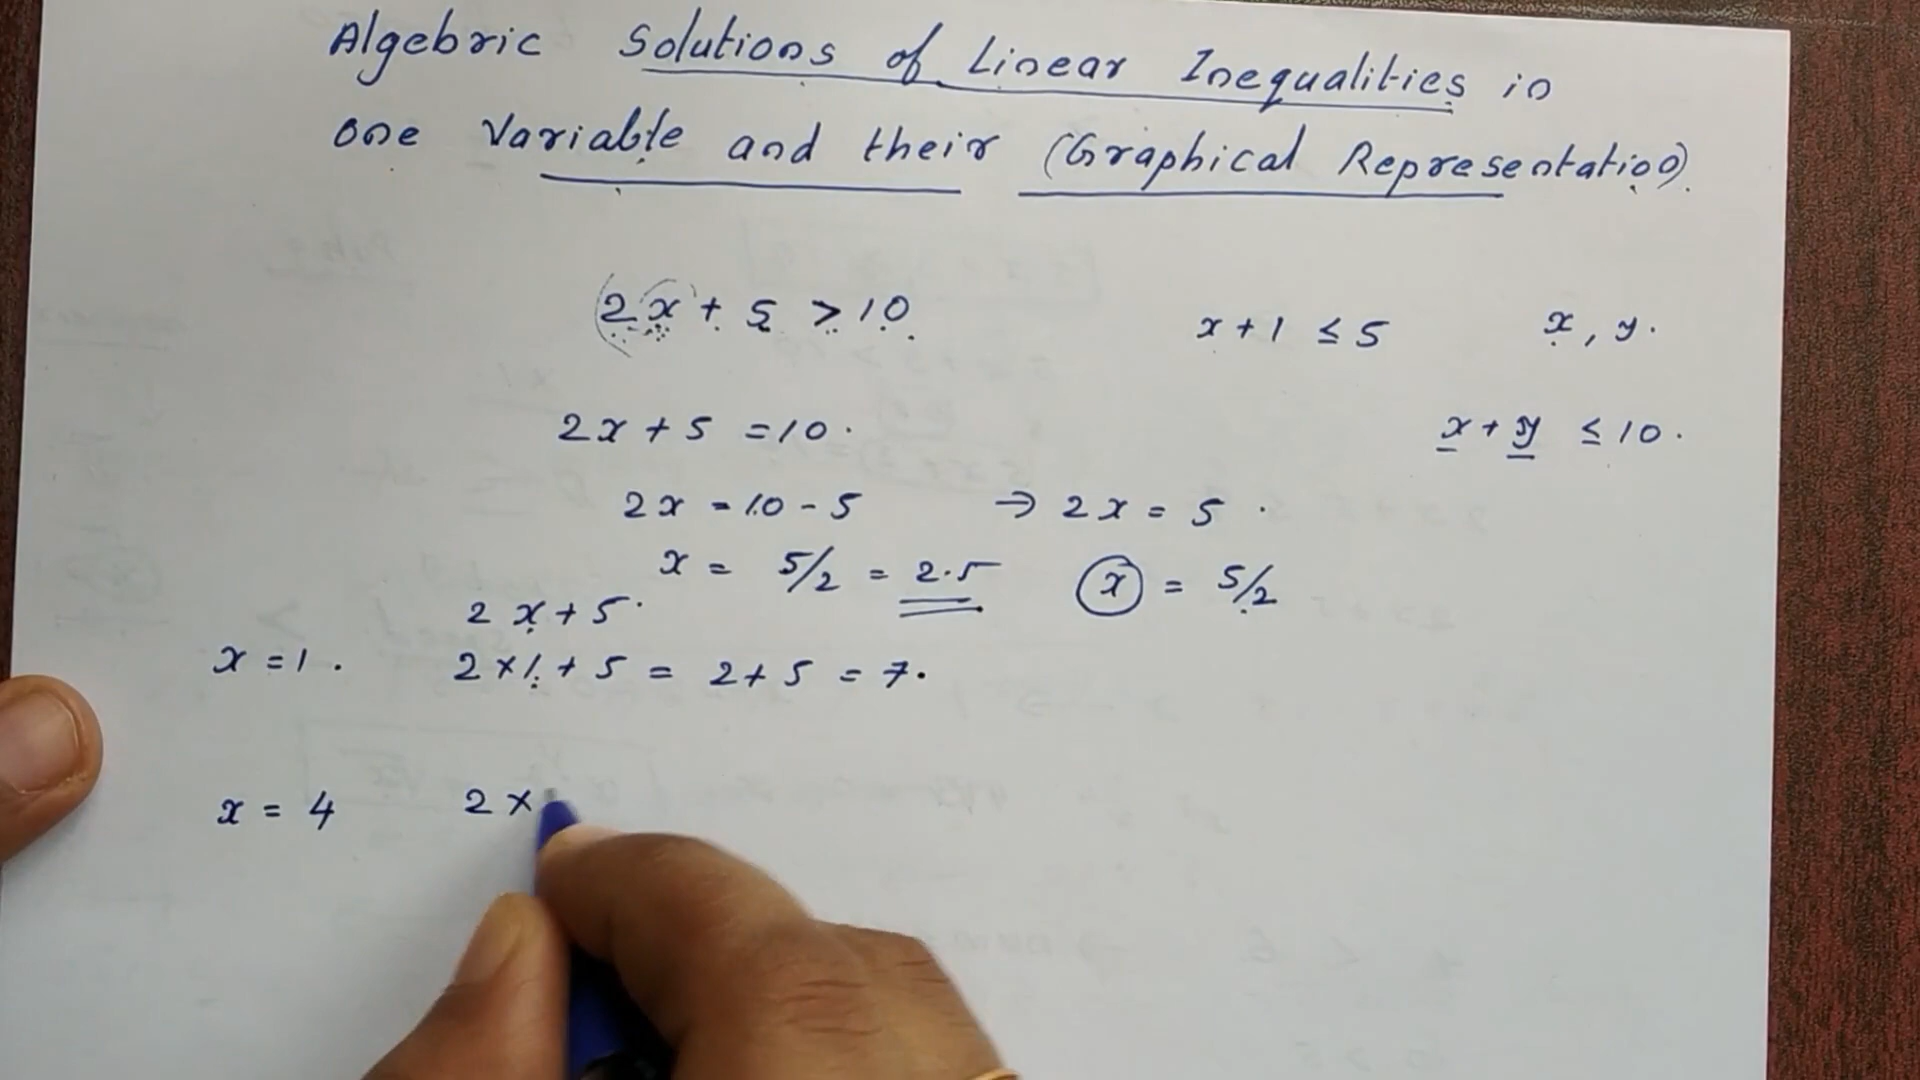 Algebric Solutions of Linear Inequalities in
one Variable and their (Graphical Representation).
2x + 5 > 10
x + 1 ≤ 5
x, y.
2x + 5 = 10.
x + y ≤ 10.
2x = 10 - 5 ⇒ 2x = 5.
x = 5/2 = 2.5
x = 5/2
2x + 5.
x = 1. 2 × 1 + 5 = 2 + 5 = 7.
x = 4 2 ×